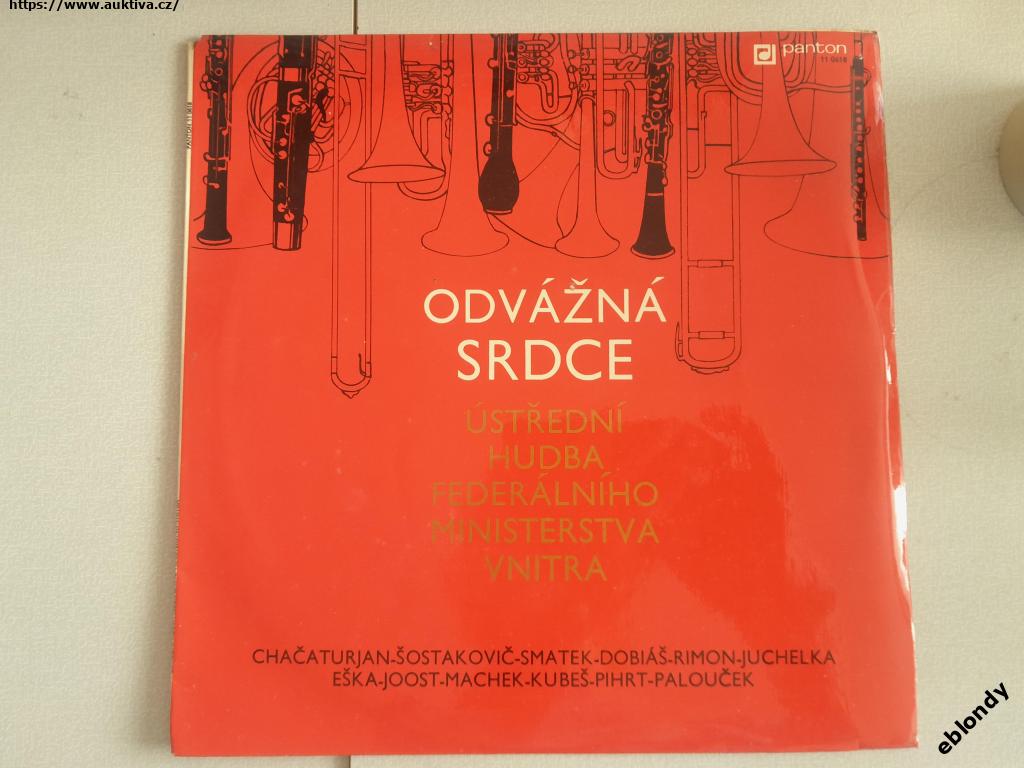 https://www.auktiva.cz/
panton
11 0618
ODVÁŽNÁ
SRDCE
ÚSTŘEDNÍ
HUDBA
FEDERÁLNÍHO
MINISTERSTVA
VNITRA
CHAČATURJAN-ŠOSTAKOVIČ-SMATEK-DOBIÁŠ-RIMON-JUCHELKA
EŠKA-JOOST-MACHEK-KUBEŠ-PIHRT-PALOUČEK
eblondy